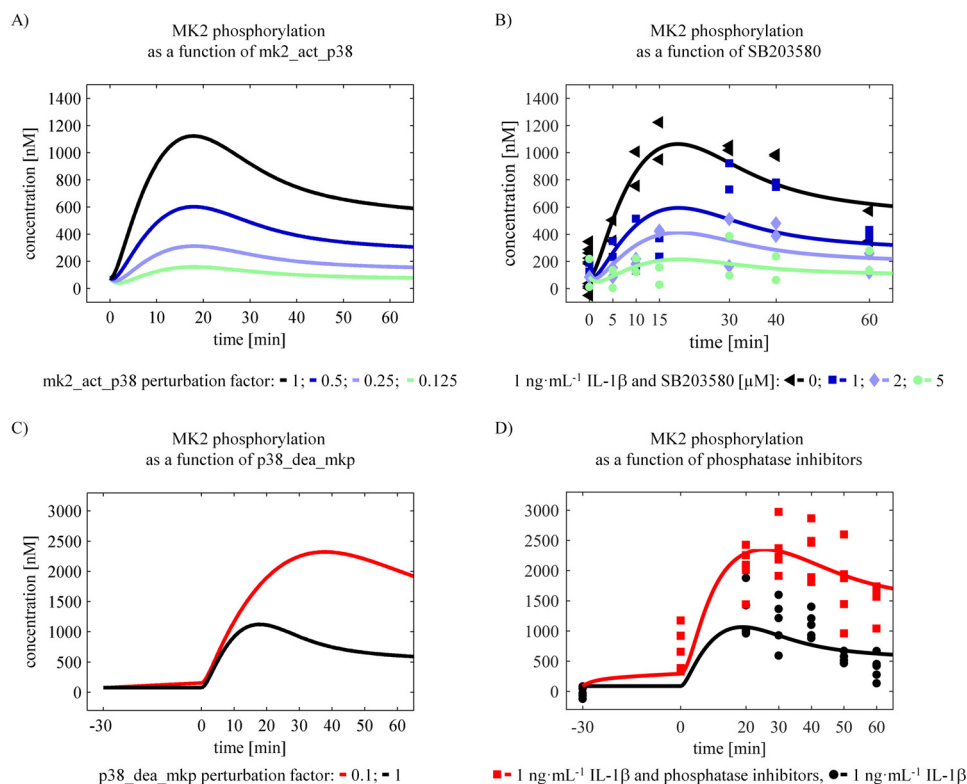 A)
MK2 phosphorylation
as a function of mk2_act_p38
concentration [nM]
1400
1200
1000
800
600
400
200
0
0 10 20 30 40 50 60
time [min]
mk2_act_p38 perturbation factor: 1; 0.5; 0.25; 0.125
B)
MK2 phosphorylation
as a function of SB203580
concentration [nM]
1400
1200
1000
800
600
400
200
0
0 5 10 15 30 40 60
time [min]
1 ng·mL⁻¹ IL-1β and SB203580 [µM]: 0; 1; 2; 5
C)
MK2 phosphorylation
as a function of p38_dea_mkp
concentration [nM]
3000
2500
2000
1500
1000
500
0
-30 0 10 20 30 40 50 60
time [min]
p38_dea_mkp perturbation factor: 0.1; 1
D)
MK2 phosphorylation
as a function of phosphatase inhibitors
3000
2500
2000
1500
1000
500
0
-30 0 20 30 40 50 60
time [min]
1 ng·mL⁻¹ IL-1β and phosphatase inhibitors, 1 ng·mL⁻¹ IL-1β